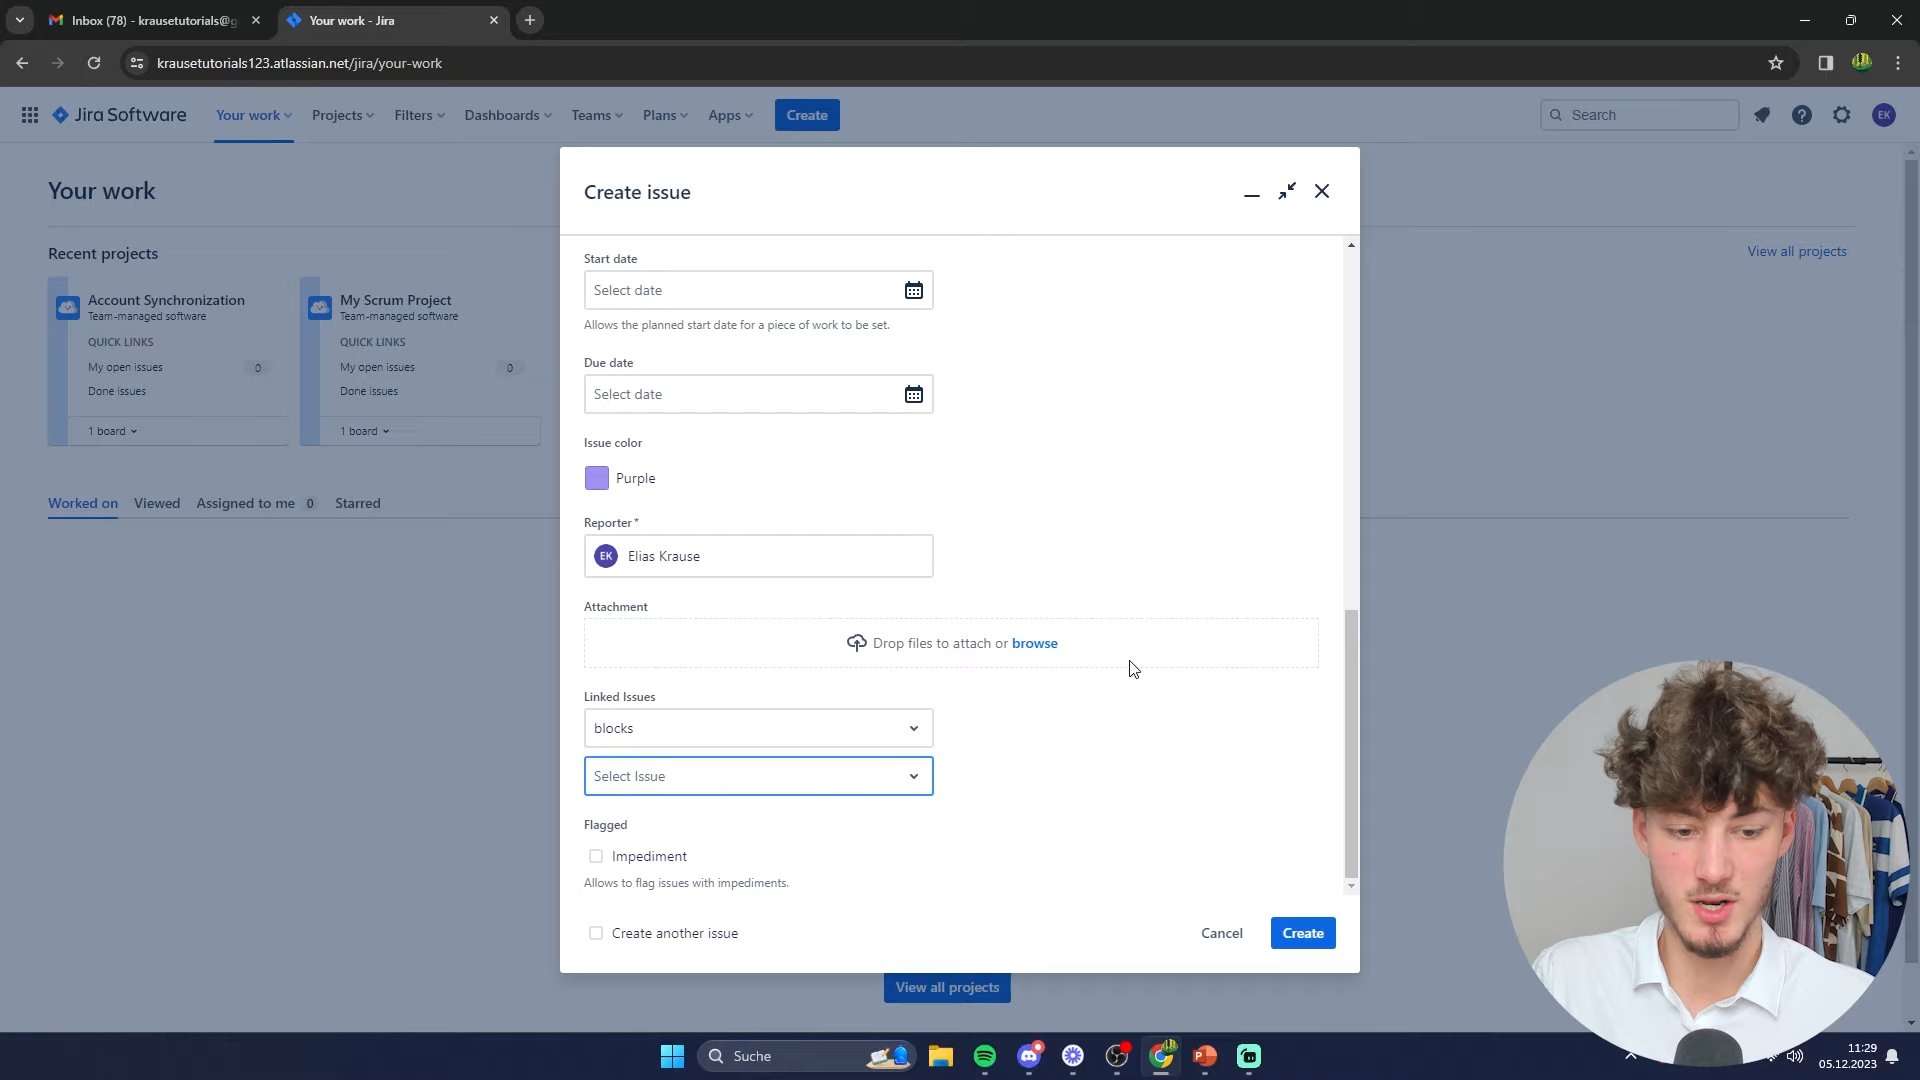 Inbox (78) - krausetutorials@g
Your work - Jira
krausetutorials123.atlassian.net/jira/your-work
Jira Software
Your work
Projects
Filters
Dashboards
Teams
Plans
Apps
Create
Search
EK
Your work
Recent projects
View all projects
Account Synchronization
Team-managed software
QUICK LINKS
My open issues 0
Done issues
1 board
My Scrum Project
Team-managed software
QUICK LINKS
My open issues 0
Done issues
1 board
Worked on
Viewed
Assigned to me 0
Starred
Create issue
Start date
Select date
Allows the planned start date for a piece of work to be set.
Due date
Select date
Issue color
Purple
Reporter*
EK Elias Krause
Attachment
Drop files to attach or browse
Linked Issues
blocks
Select Issue
Flagged
Impediment
Allows to flag issues with impediments.
Create another issue
Cancel
Create
View all projects
Suche
11:29
05.12.2023